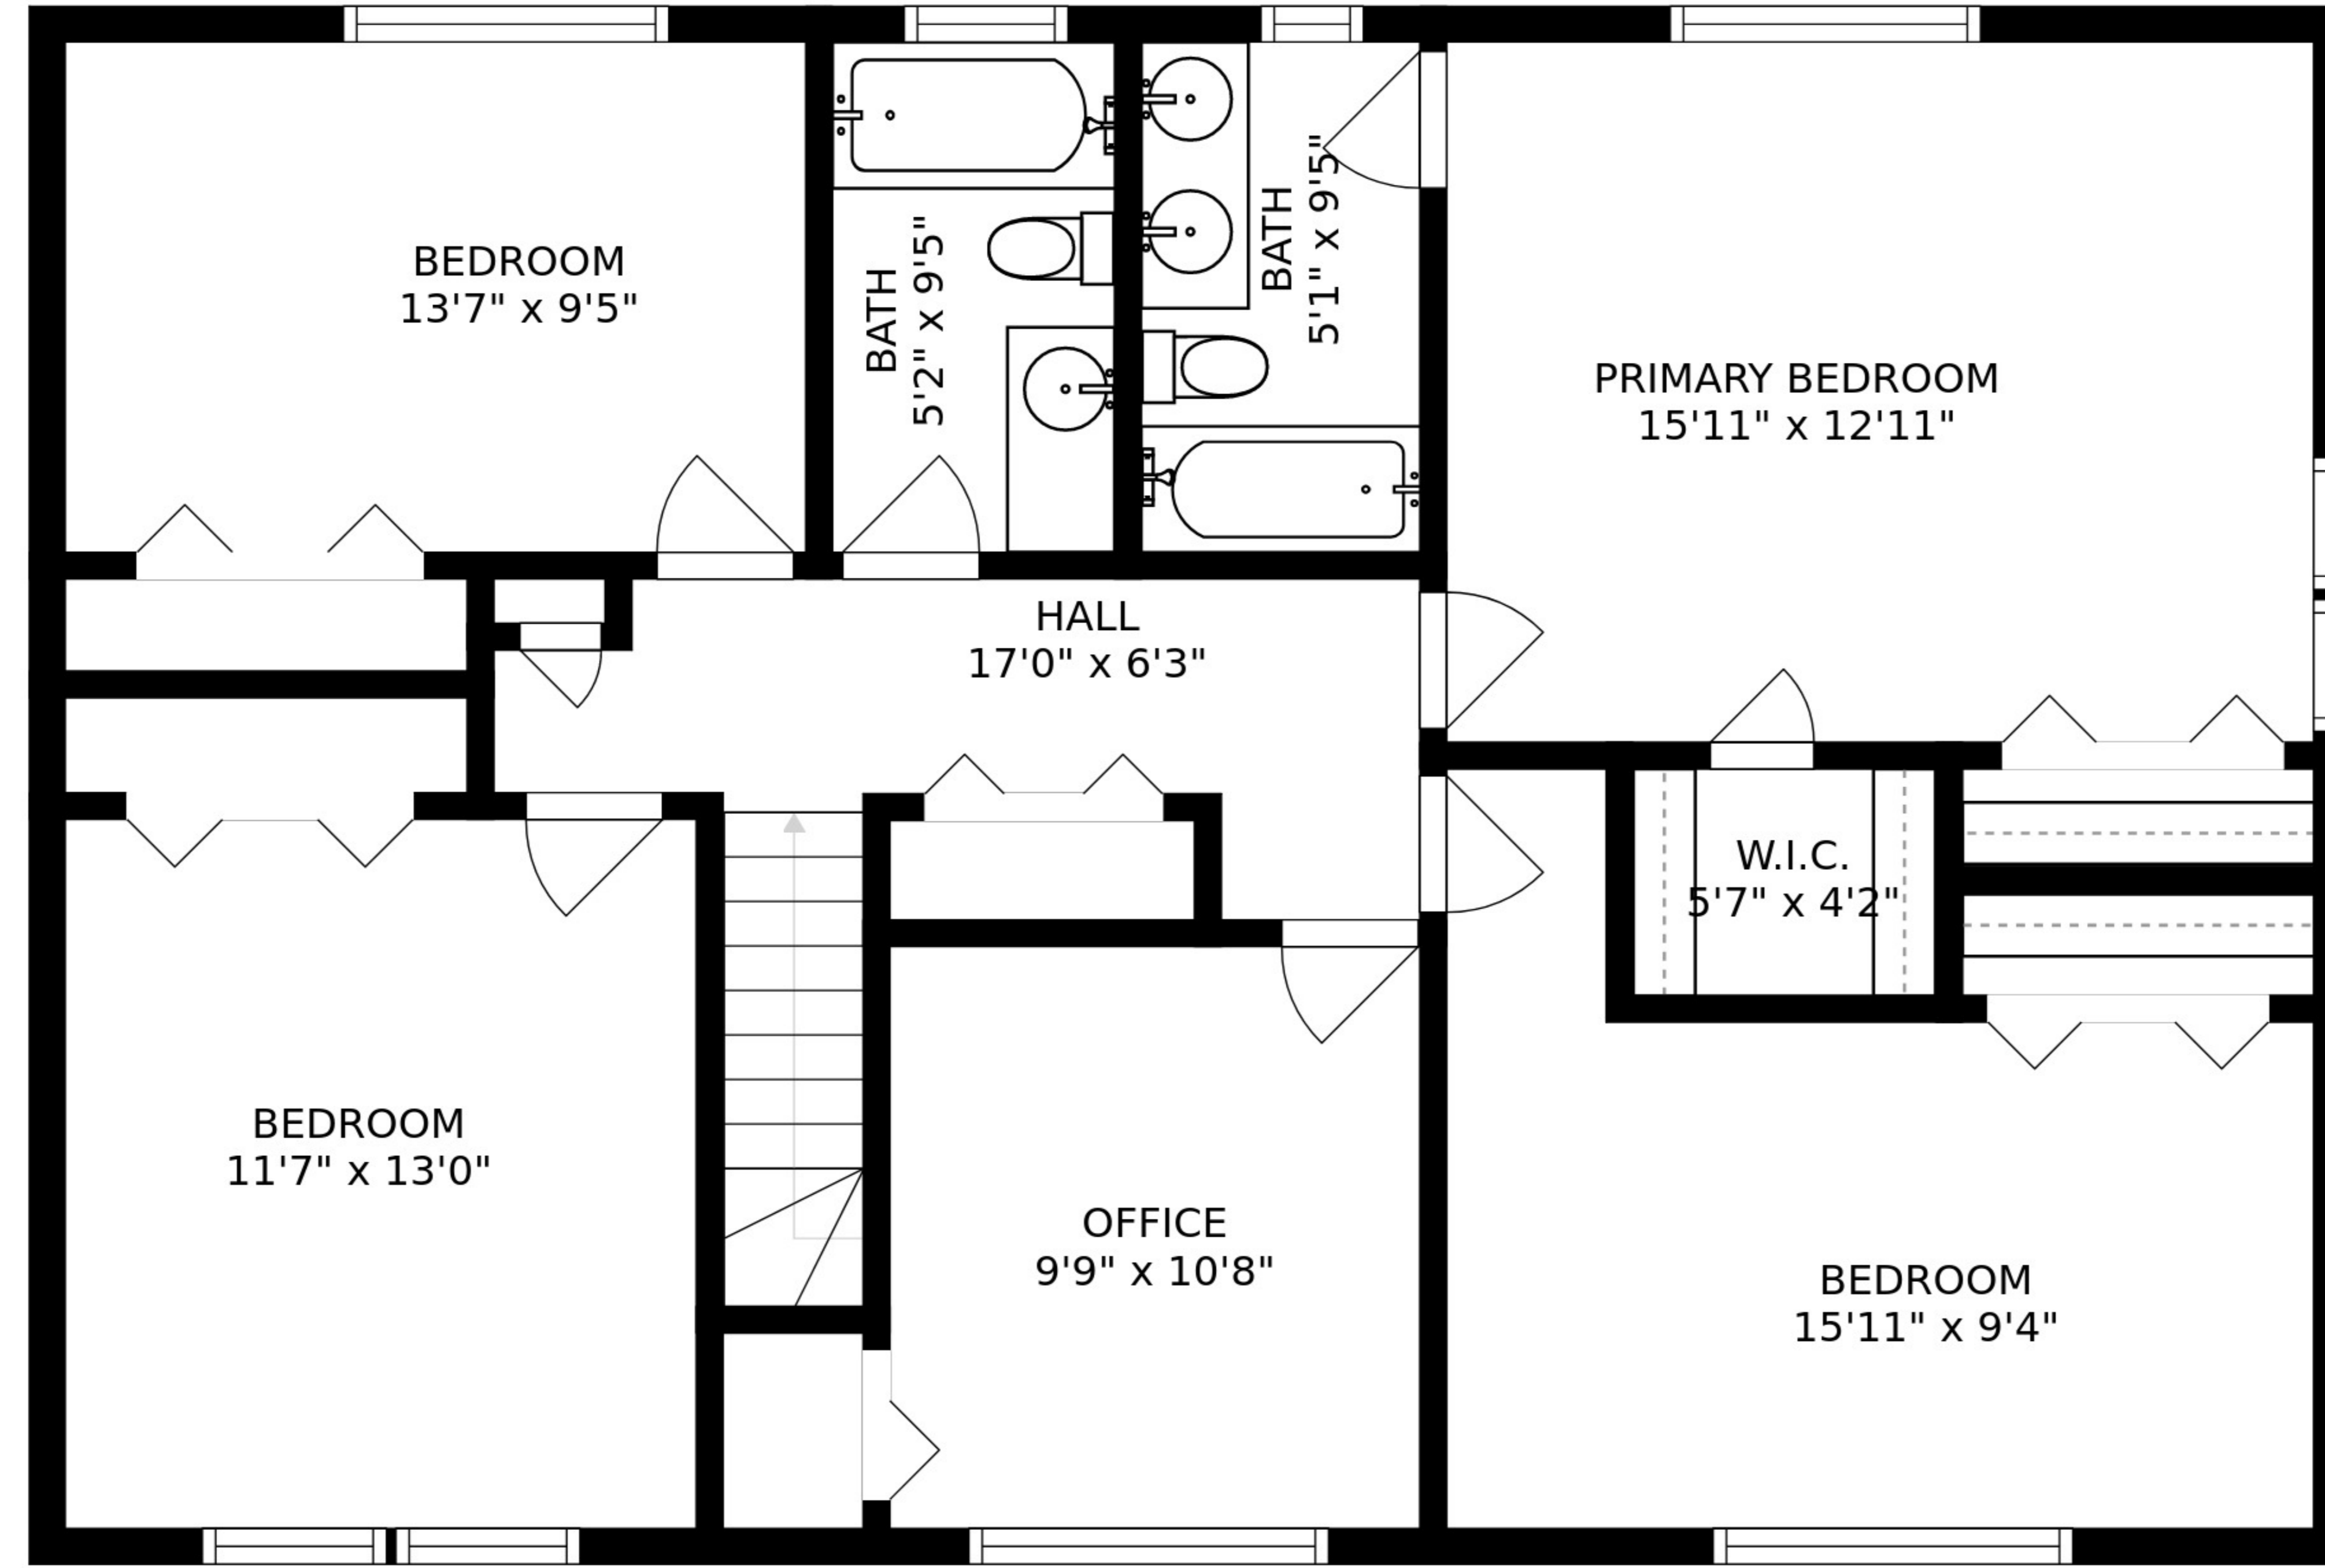 BEDROOM
13'7" x 9'5"
BATH
5'2" x 9'5"
BATH
5'1" x 9'5"
PRIMARY BEDROOM
15'11" x 12'11"
HALL
17'0" x 6'3"
W.I.C.
5'7" x 4'2"
BEDROOM
11'7" x 13'0"
OFFICE
9'9" x 10'8"
BEDROOM
15'11" x 9'4"